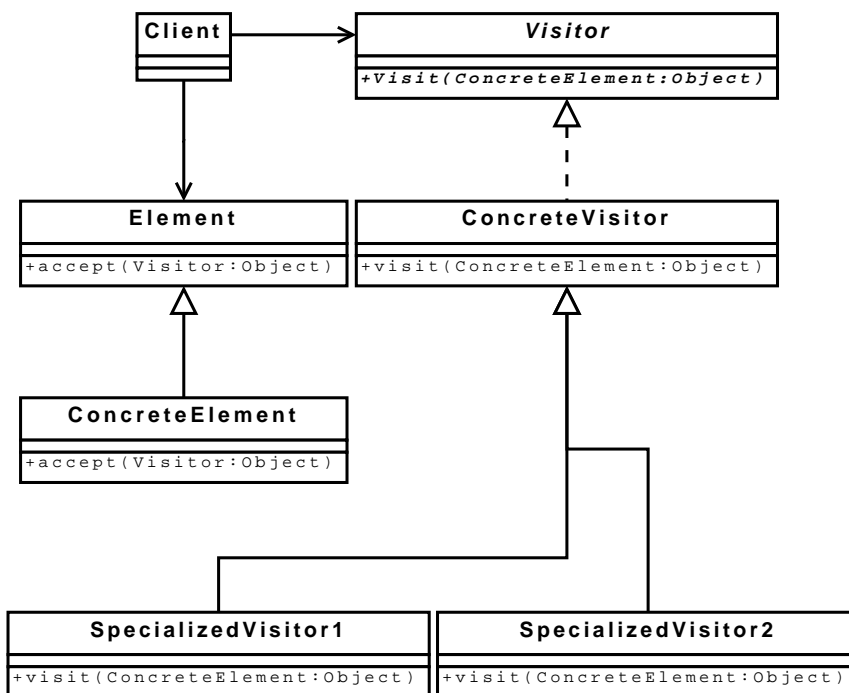 Client
Visitor
+Visit(ConcreteElement:Object)
Element
+accept(Visitor:Object)
ConcreteVisitor
+visit(ConcreteElement:Object)
ConcreteElement
+accept(Visitor:Object)
SpecializedVisitor1
+visit(ConcreteElement:Object)
SpecializedVisitor2
+visit(ConcreteElement:Object)